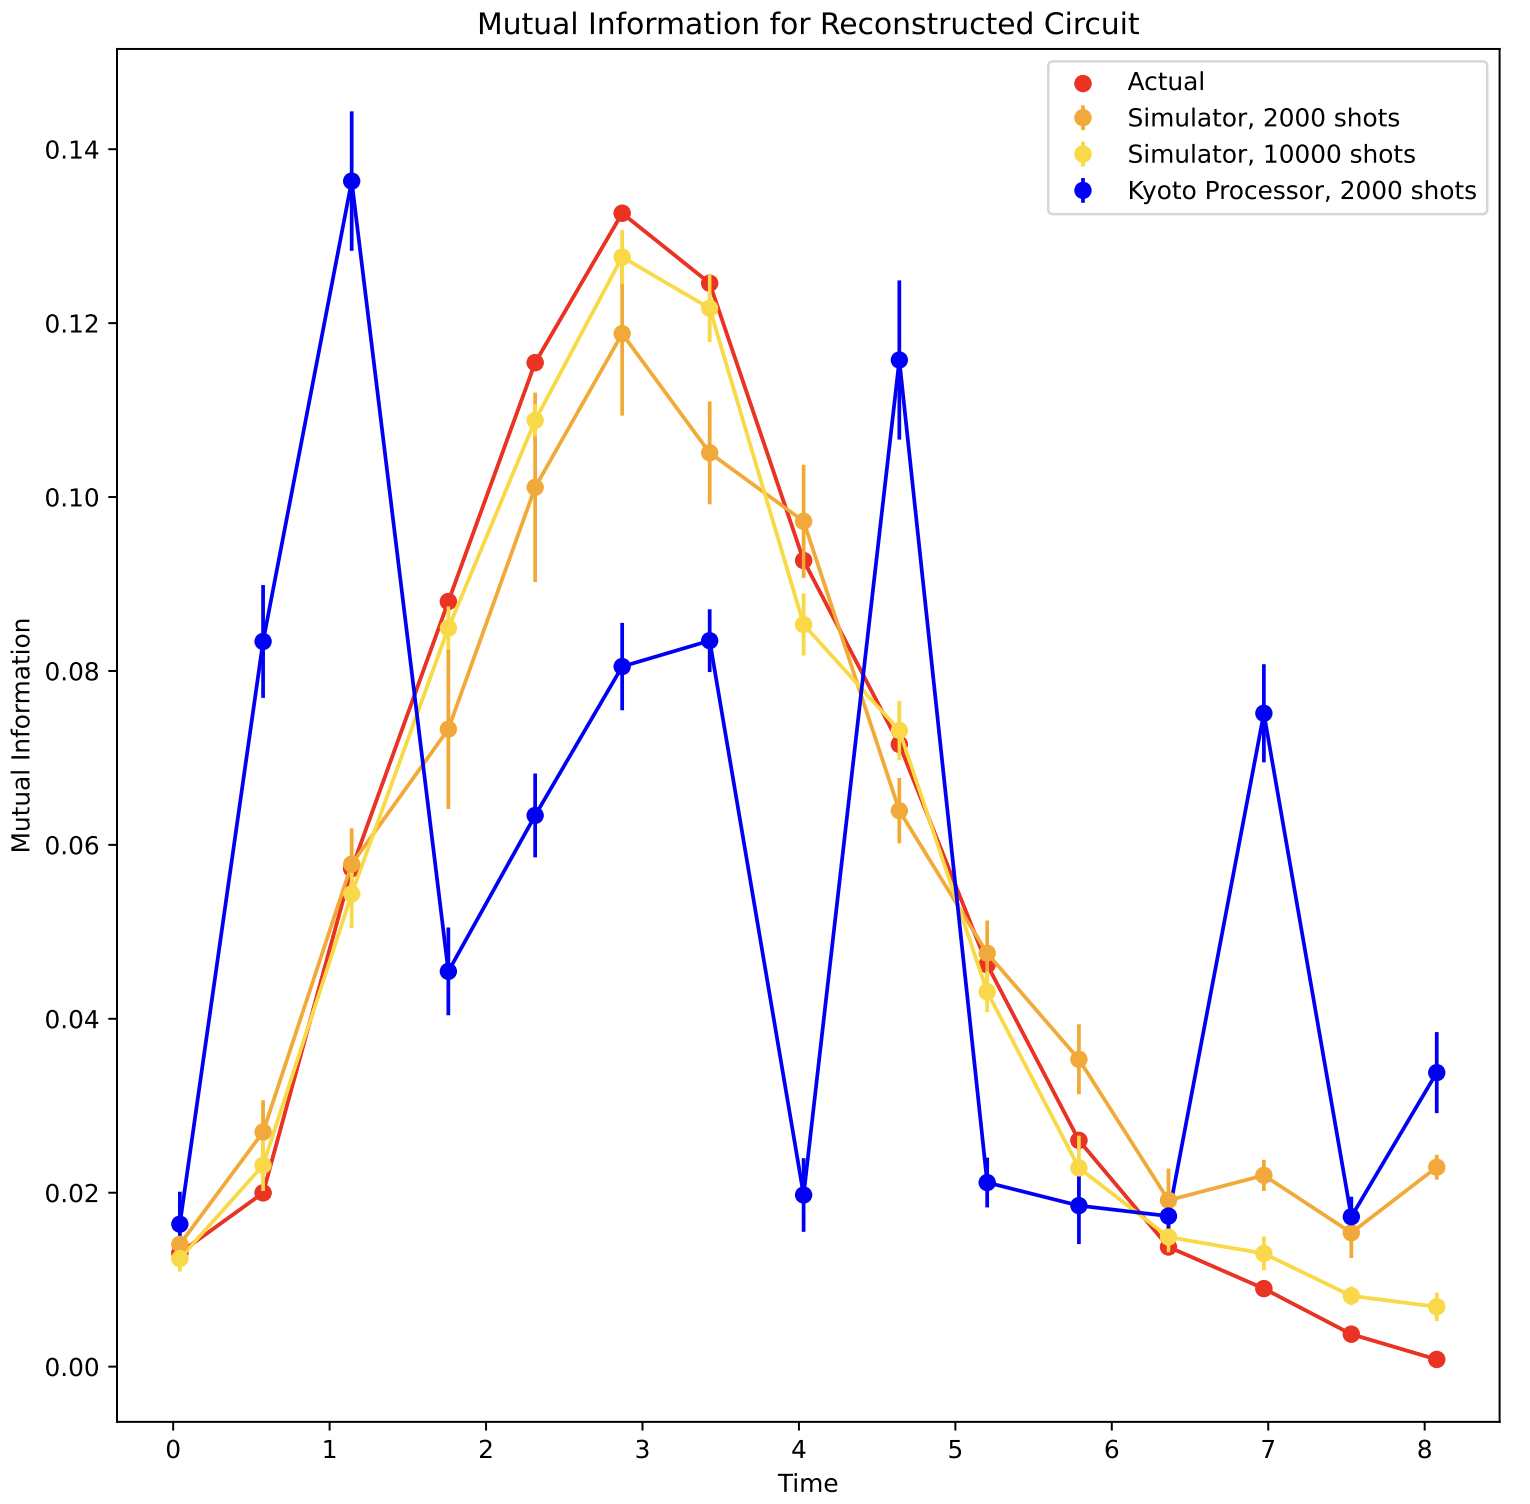 Mutual Information for Reconstructed Circuit
Actual
Simulator, 2000 shots
Simulator, 10000 shots
Kyoto Processor, 2000 shots
0.14
0.12
0.10
0.08
0.06
0.04
0.02
0.00
Mutual Information
0 1 2 3 4 5 6 7 8
Time